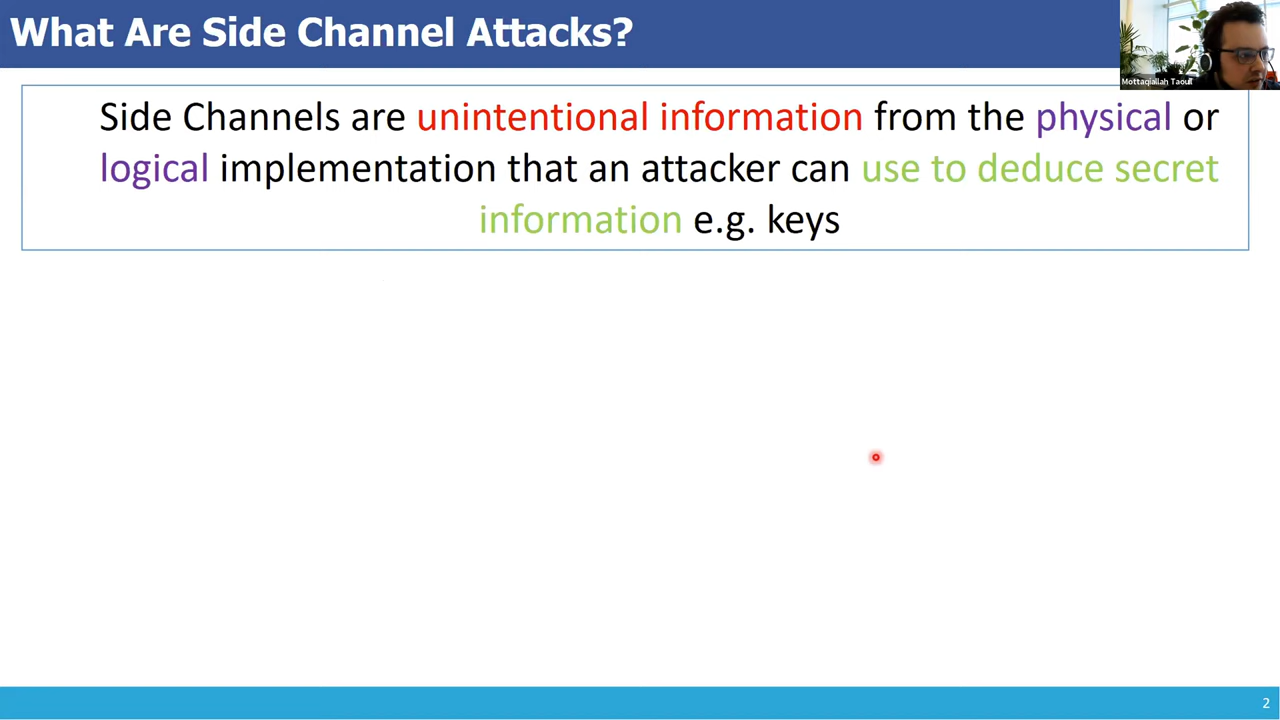 What Are Side Channel Attacks?
Mottaqiallah Taouil
Side Channels are unintentional information from the physical or
logical implementation that an attacker can use to deduce secret
information e.g. keys
2